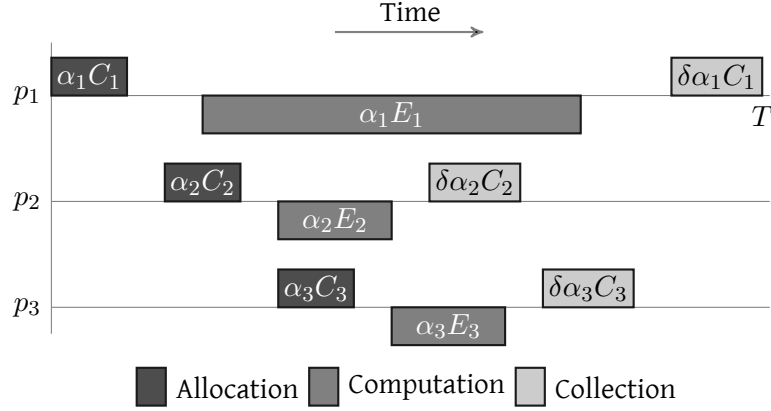 Time
α₁C₁
δα₁C₁
p₁
α₁E₁
T
α₂C₂
δα₂C₂
p₂
α₂E₂
α₃C₃
δα₃C₃
p₃
α₃E₃
Allocation Computation Collection